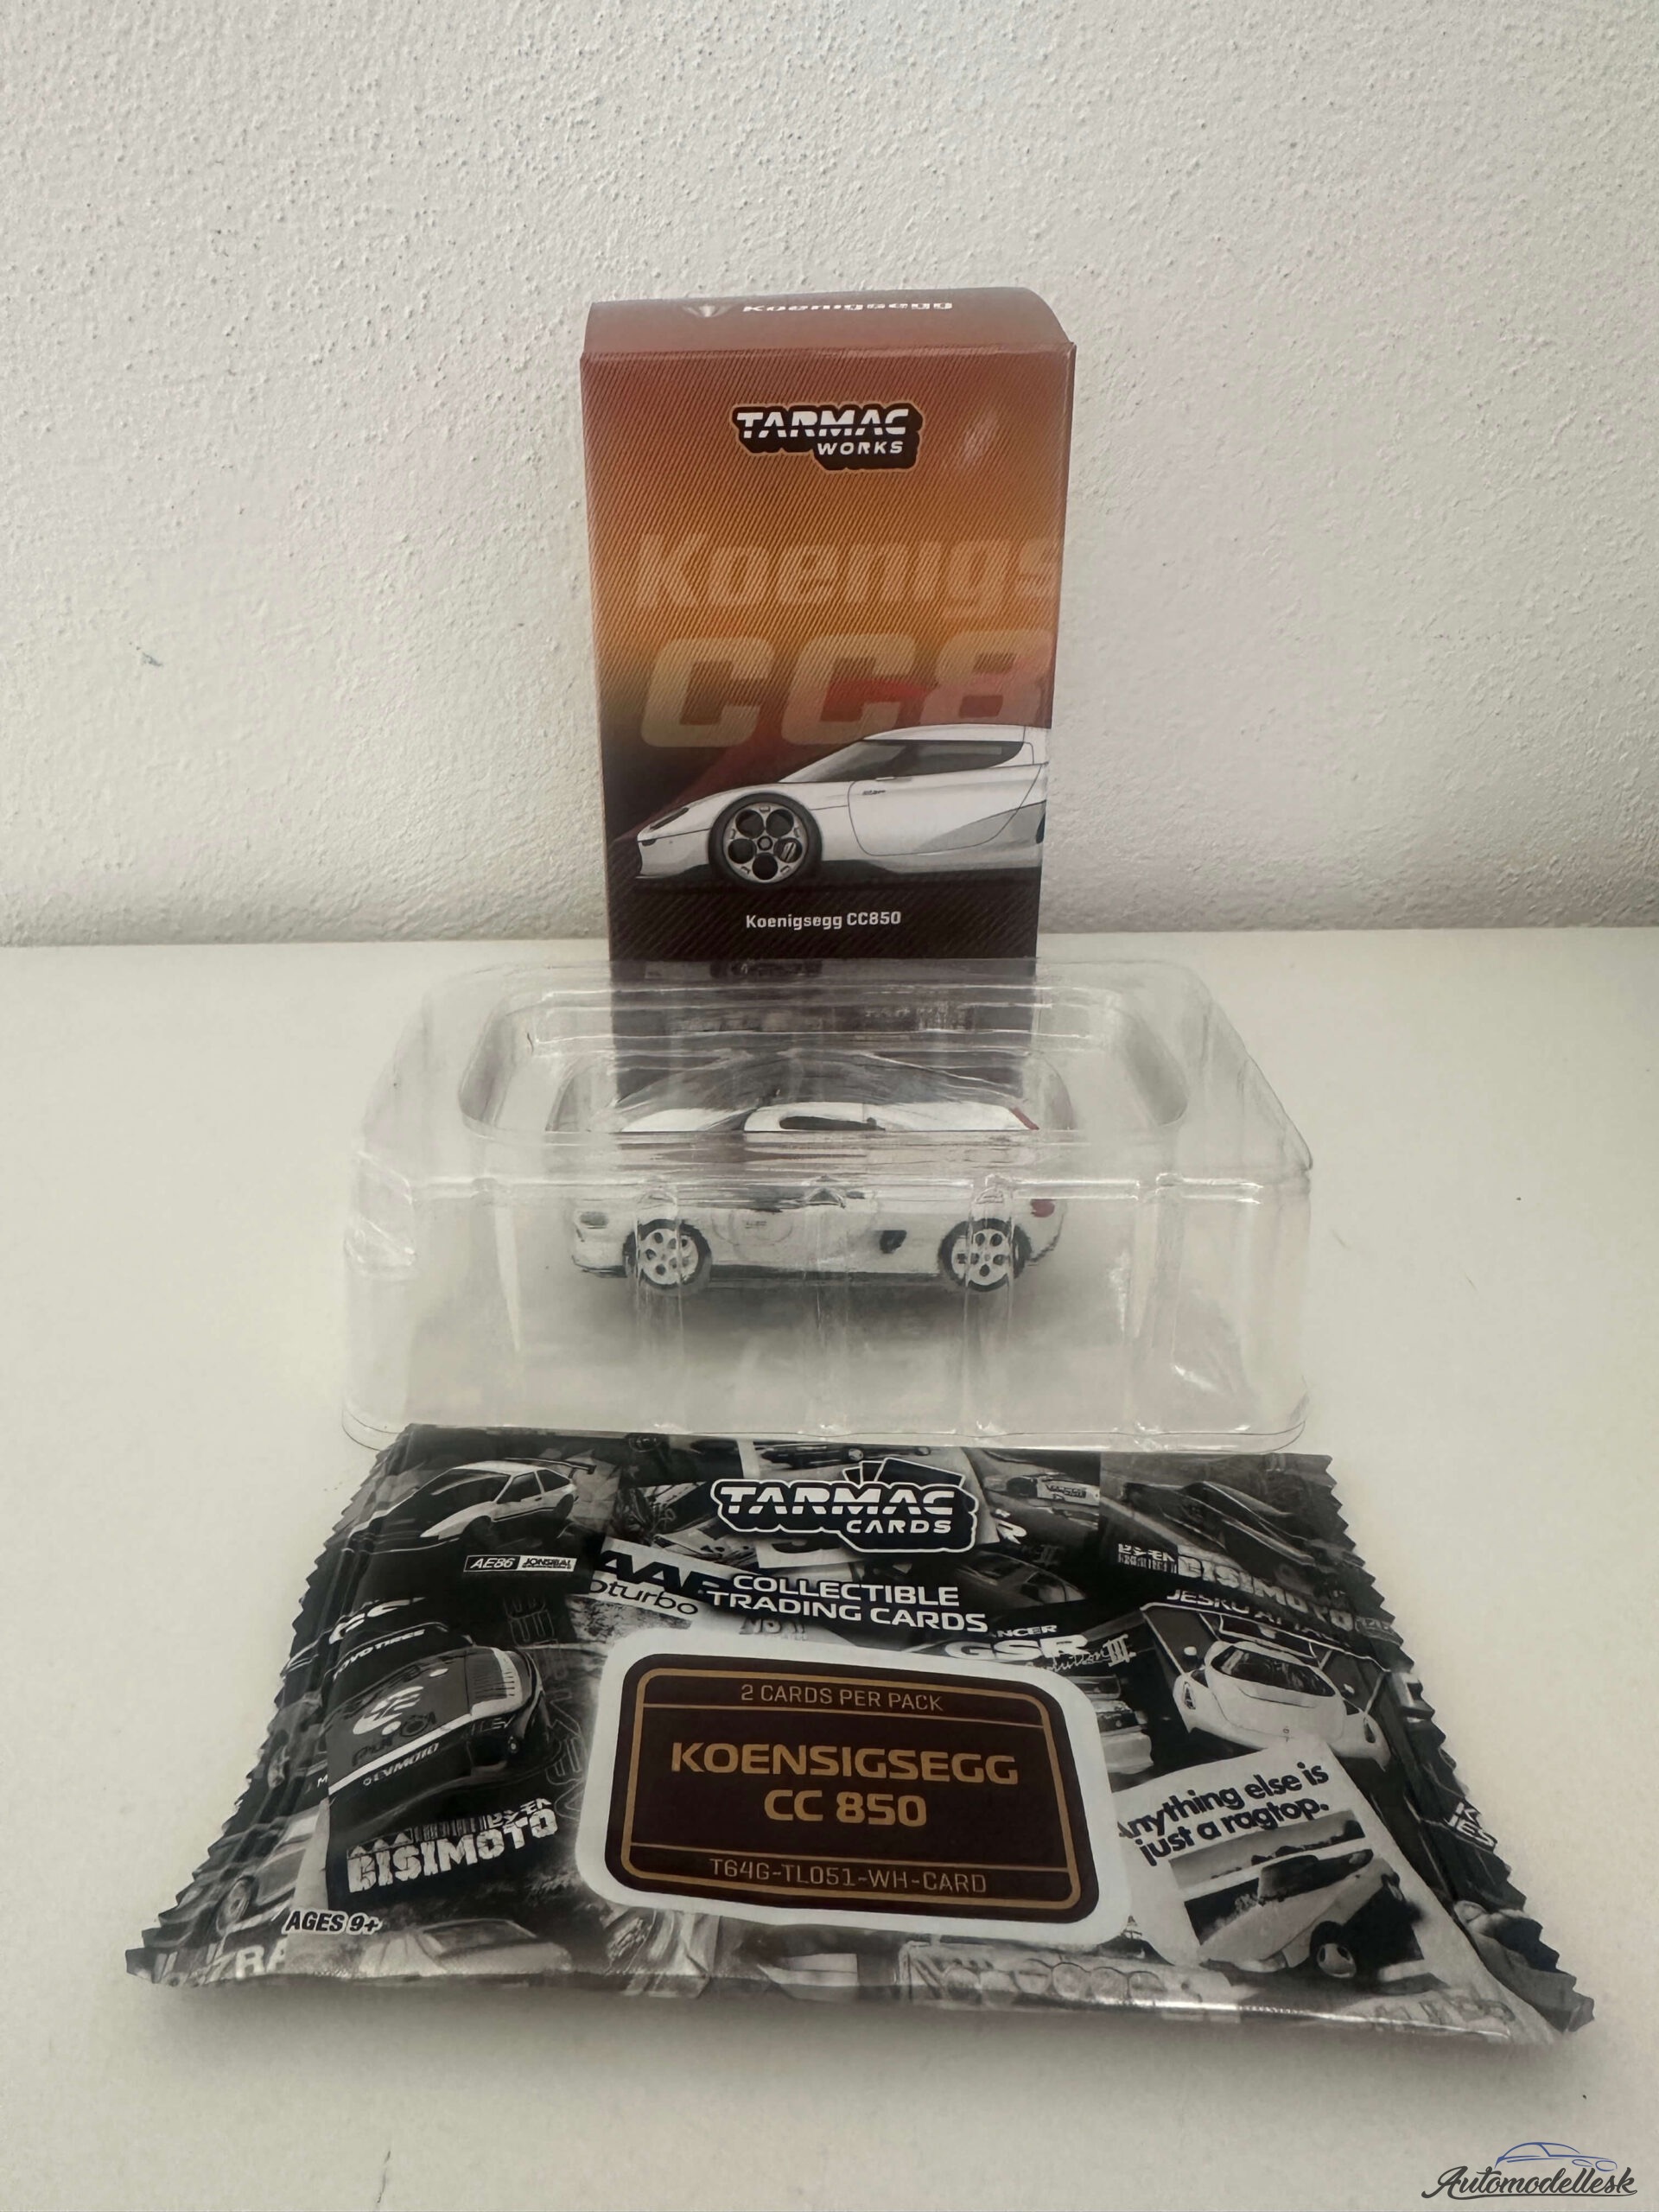 Koenigsegg
TARMAC
WORKS
Koenigs
CC8
Koenigsegg CC850
TARMAC
CARDS
COLLECTIBLE
TRADING CARDS
AE86
BISIMOTO
GSR
III
2 CARDS PER PACK
KOENSIGSEGG
CC 850
T64G-TL051-WH-CARD
Anything else is
just a ragtop.
BISIMOTO
AGES 9+
Automodellesk